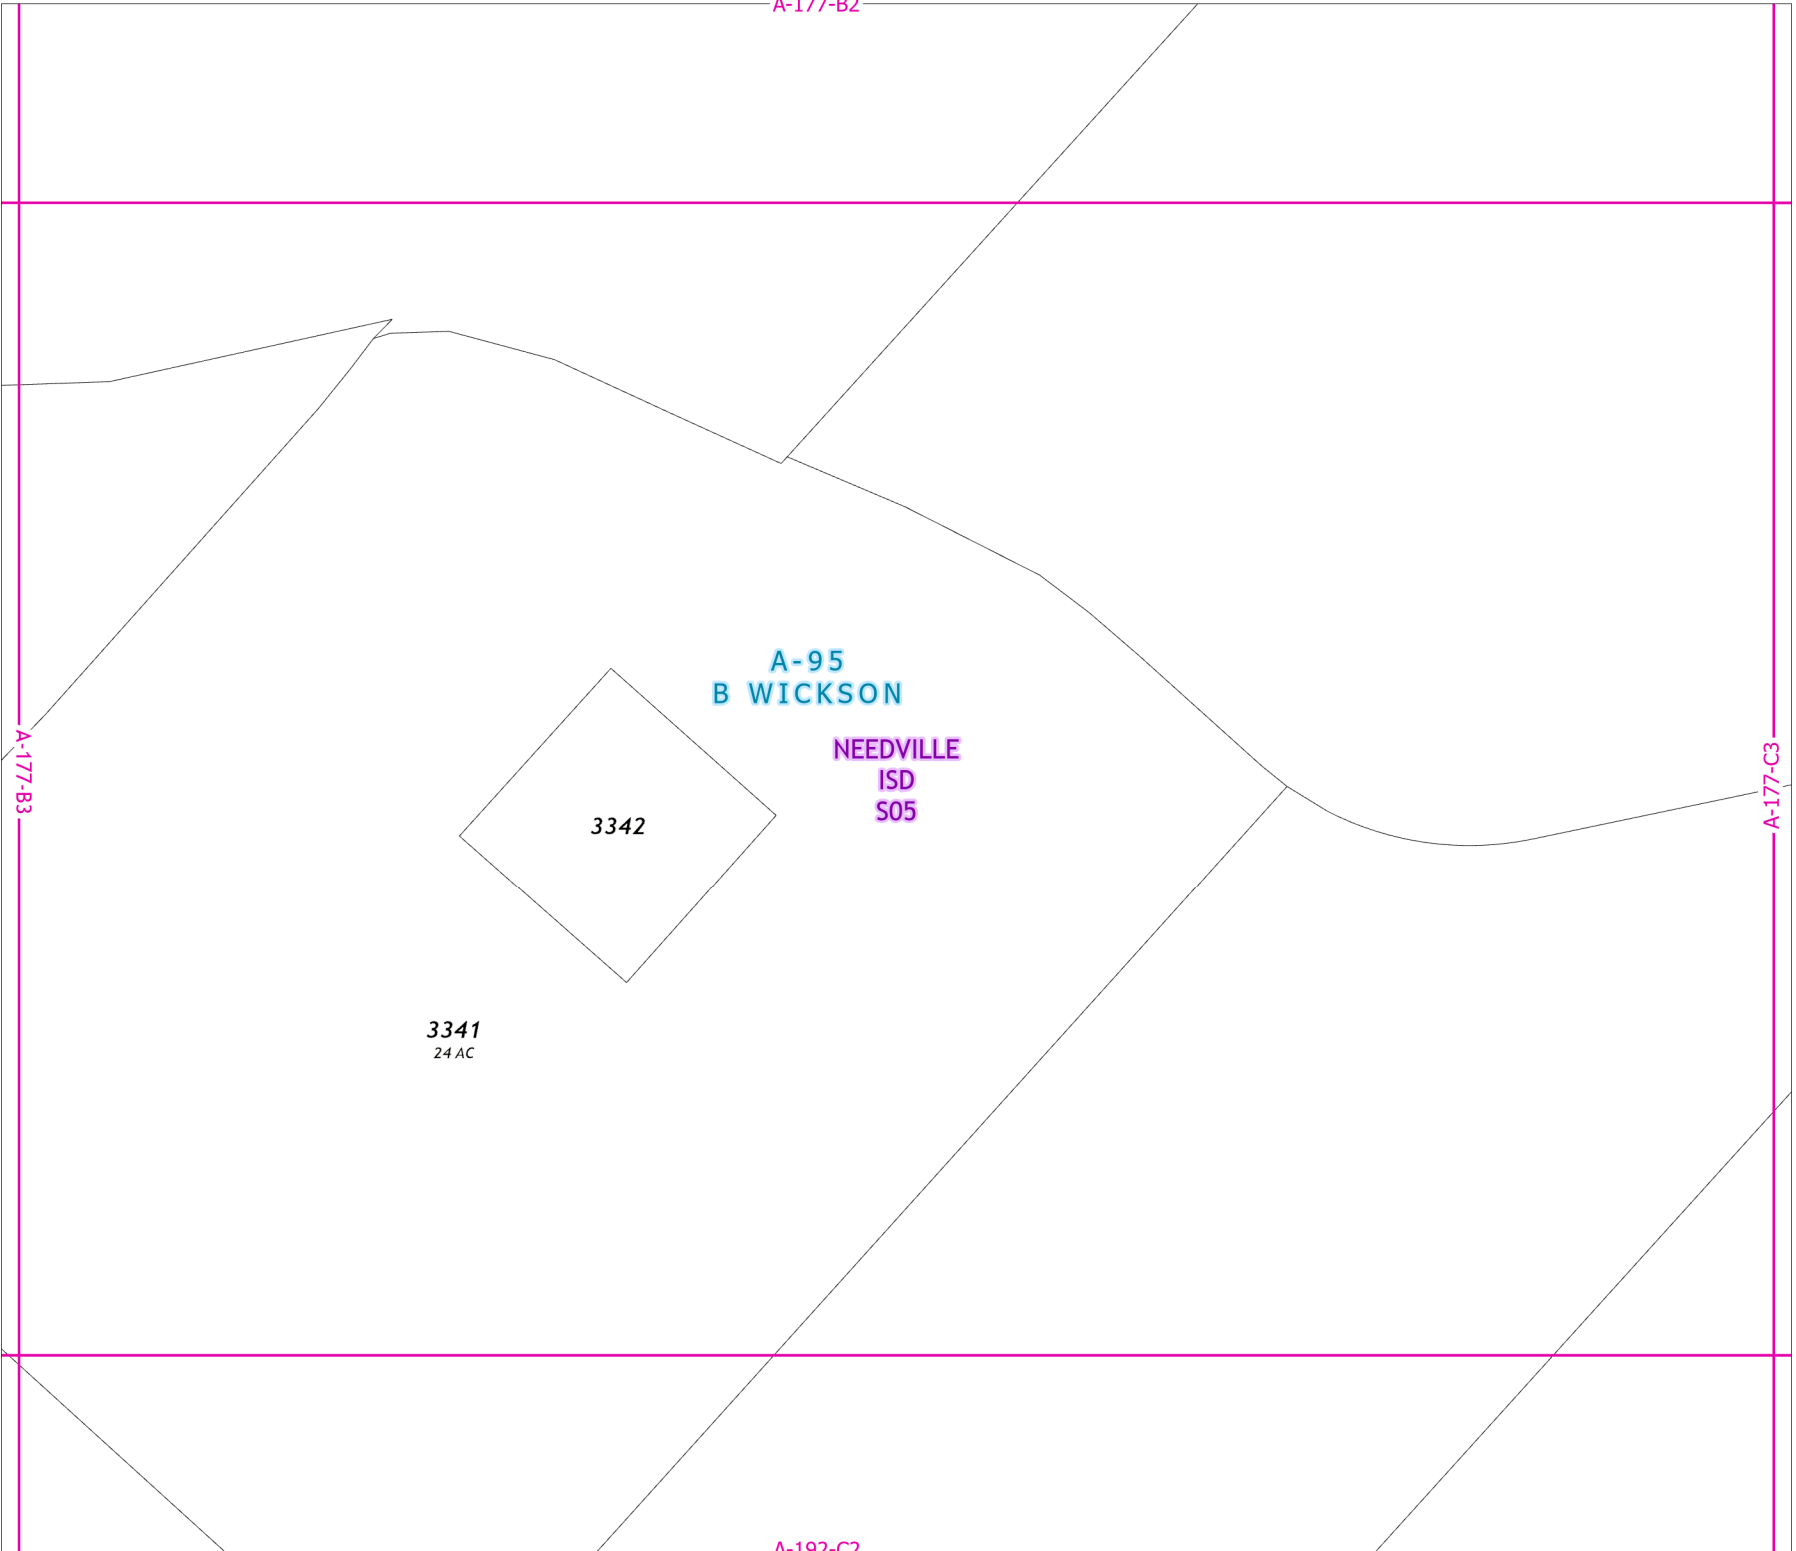 A-177-B2
A-95
B WICKSON
NEEDVILLE
ISD
S05
A-177-B3
A-177-C3
3342
3341
24 AC
A-192-C2